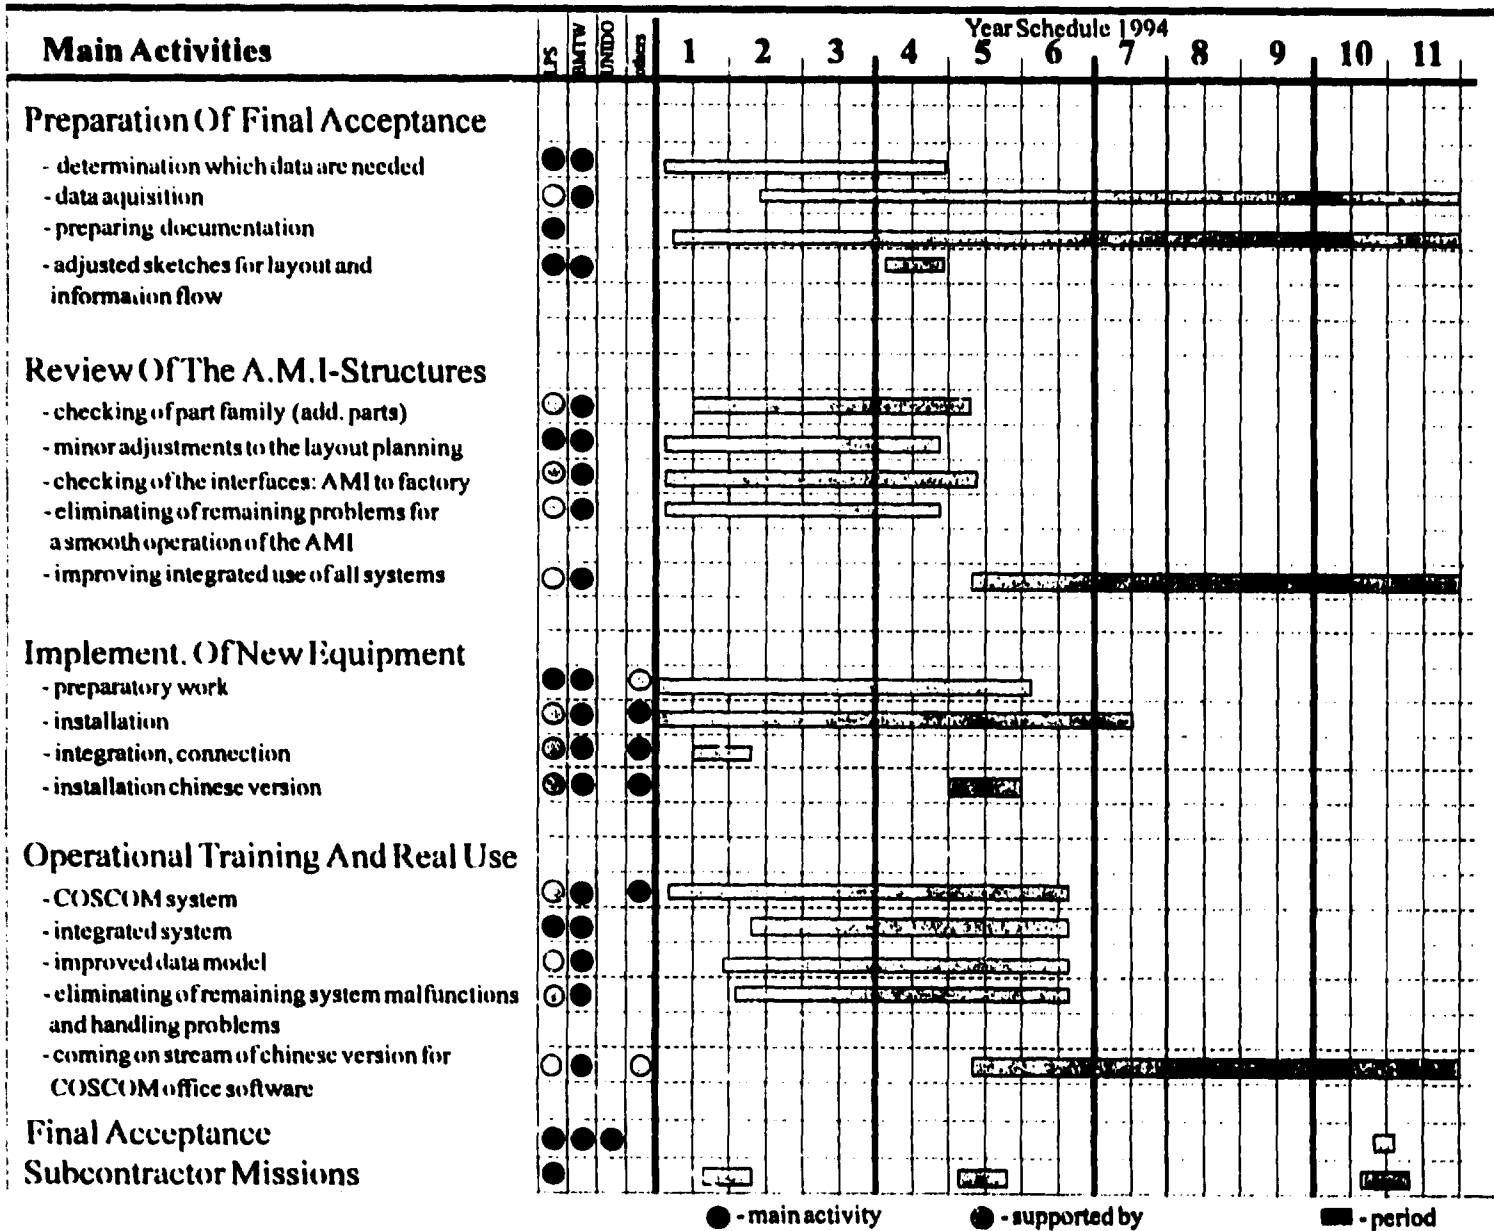 Year Schedule 1994
Main Activities LPS BMTW UNIDO others 1 2 3 4 5 6 7 8 9 10 11
Preparation Of Final Acceptance
- determination which data are needed
- data aquisition
- preparing documentation
- adjusted sketches for layout and
information flow
Review Of The A.M.I-Structures
- checking of part family (add. parts)
- minor adjustments to the layout planning
- checking of the interfaces: AMI to factory
- eliminating of remaining problems for
a smooth operation of the AMI
- improving integrated use of all systems
Implement. Of New Equipment
- preparatory work
- installation
- integration, connection
- installation chinese version
Operational Training And Real Use
- COSCOM system
- integrated system
- improved data model
- eliminating of remaining system malfunctions
and handling problems
- coming on stream of chinese version for
COSCOM office software
Final Acceptance
Subcontractor Missions
- main activity - supported by - period